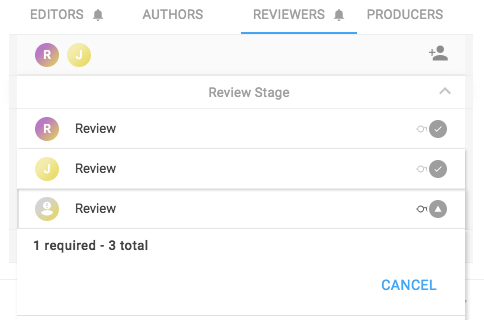 EDITORS AUTHORS REVIEWERS PRODUCERS
R J
Review Stage
R Review
J Review
Review
1 required - 3 total
CANCEL